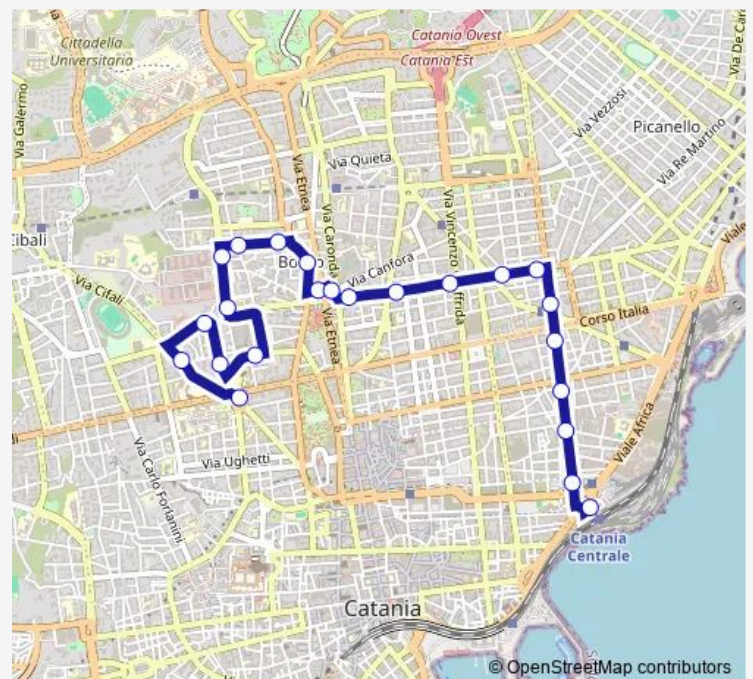 Cittadella
Universitaria
Catania Ovest
Catania Est
Via Galermo
Via Vezzosi
Picanello
Via Re Martino
Via Quieta
Via Etnea
Via Caronda
Via Vincenzo
Via Canfora
Via Cifali
Viale
Corso Italia
Via Etnea
Via Ughetti
Via Carlo Forlanini
Viale Africa
Catania
Centrale
Catania
© OpenStreetMap contributors